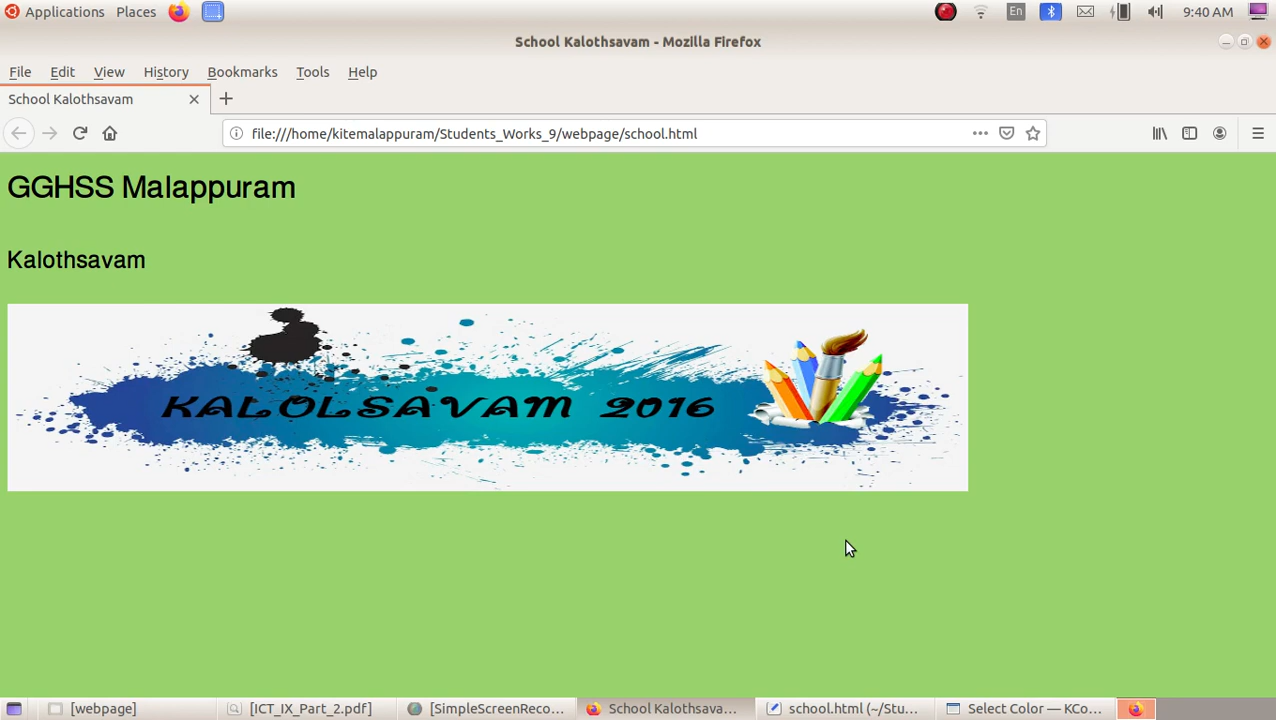 Applications Places En 9:40 AM
School Kalothsavam - Mozilla Firefox
File Edit View History Bookmarks Tools Help
School Kalothsavam
file:///home/kitemalappuram/Students_Works_9/webpage/school.html
GGHSS Malappuram
Kalothsavam
KALOLSAVAM 2016
[webpage] [ICT_IX_Part_2.pdf] [SimpleScreenReco... School Kalothsava... school.html (~/Stu... Select Color — KCo...